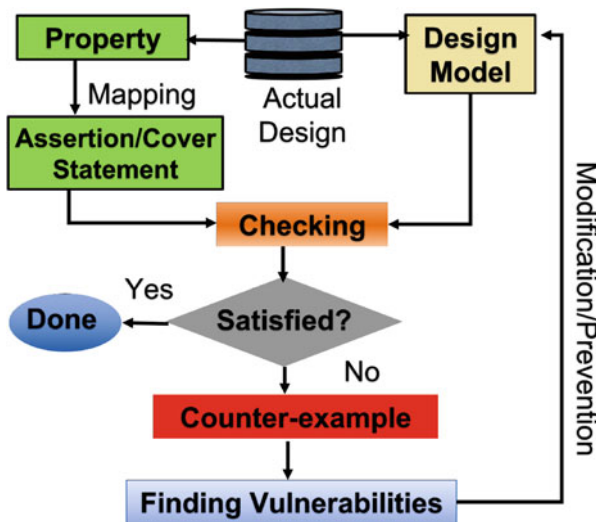 Property
Actual
Design
Design
Model
Mapping
Assertion/Cover
Statement
Checking
Satisfied?
Yes
Done
No
Counter-example
Finding Vulnerabilities
Modification/Prevention